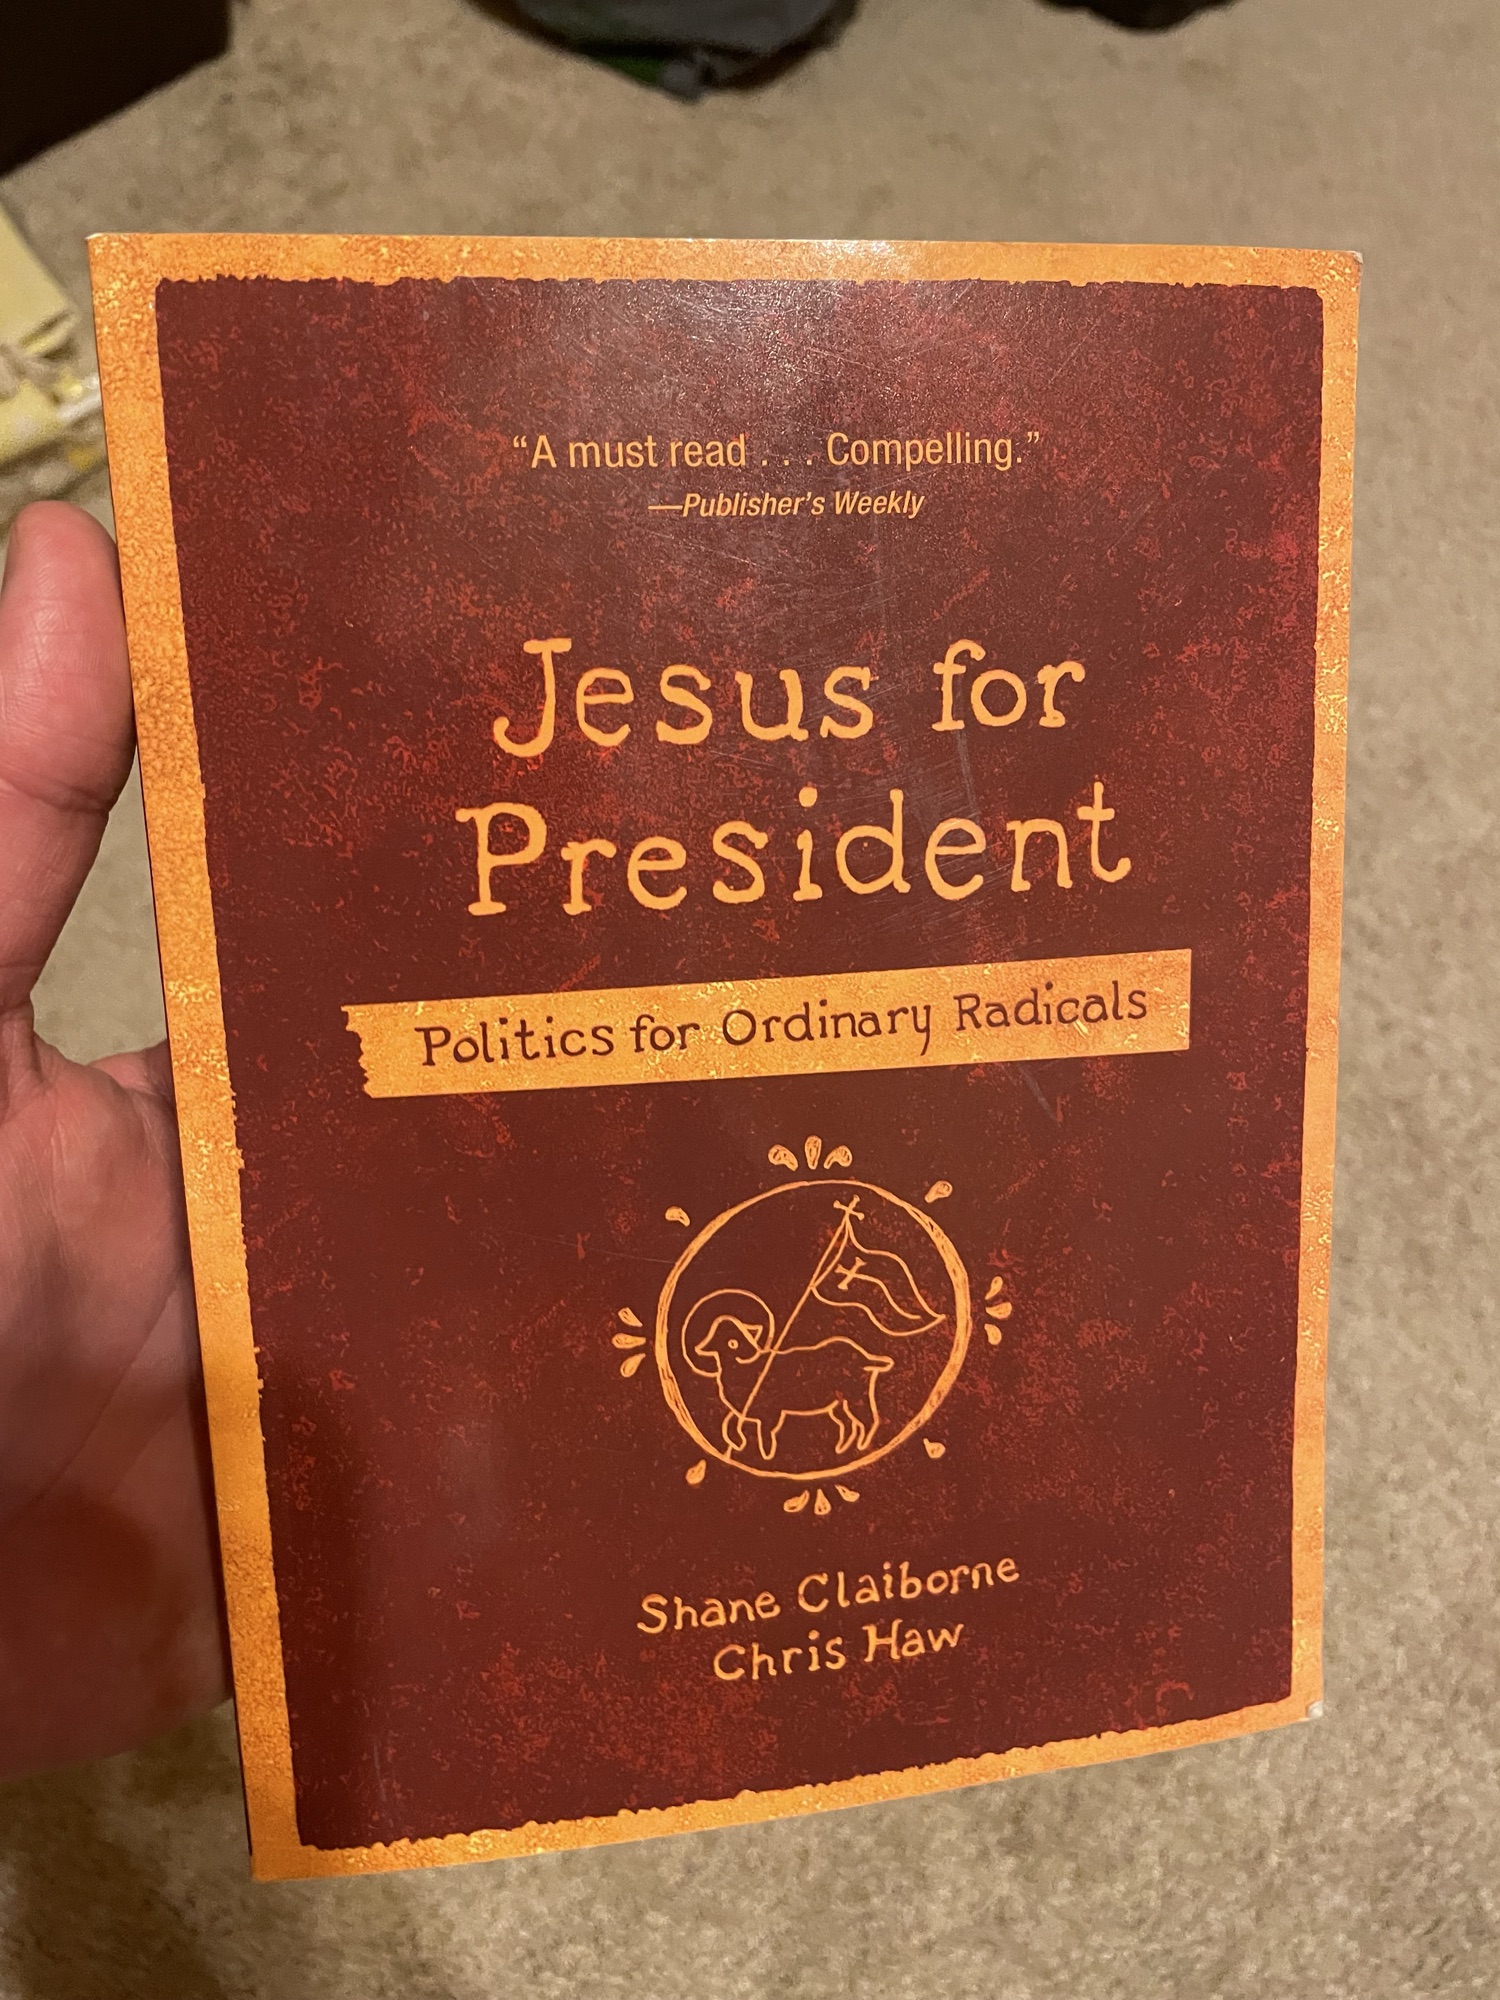 “A must read . . . Compelling.”
—Publisher’s Weekly
Jesus for
President
Politics for Ordinary Radicals
Shane Claiborne
Chris Haw